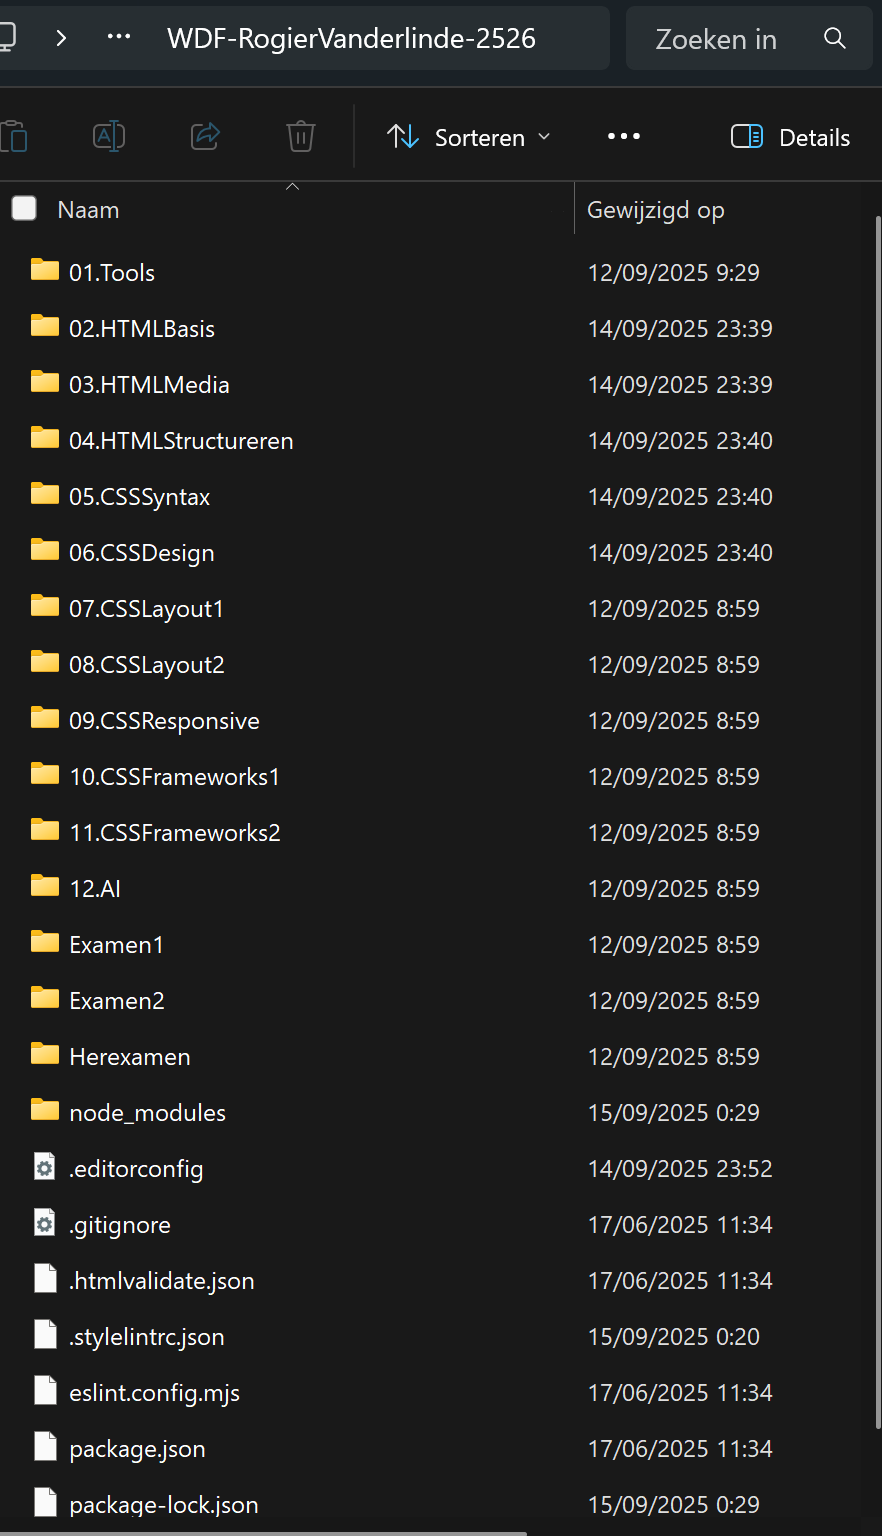 WDF-RogierVanderlinde-2526 Zoeken in
Sorteren Details
Naam Gewijzigd op
01.Tools 12/09/2025 9:29
02.HTMLBasis 14/09/2025 23:39
03.HTMLMedia 14/09/2025 23:39
04.HTMLStructureren 14/09/2025 23:40
05.CSSSyntax 14/09/2025 23:40
06.CSSDesign 14/09/2025 23:40
07.CSSLayout1 12/09/2025 8:59
08.CSSLayout2 12/09/2025 8:59
09.CSSResponsive 12/09/2025 8:59
10.CSSFrameworks1 12/09/2025 8:59
11.CSSFrameworks2 12/09/2025 8:59
12.AI 12/09/2025 8:59
Examen1 12/09/2025 8:59
Examen2 12/09/2025 8:59
Herexamen 12/09/2025 8:59
node_modules 15/09/2025 0:29
.editorconfig 14/09/2025 23:52
.gitignore 17/06/2025 11:34
.htmlvalidate.json 17/06/2025 11:34
.stylelintrc.json 15/09/2025 0:20
eslint.config.mjs 17/06/2025 11:34
package.json 17/06/2025 11:34
package-lock.json 15/09/2025 0:29